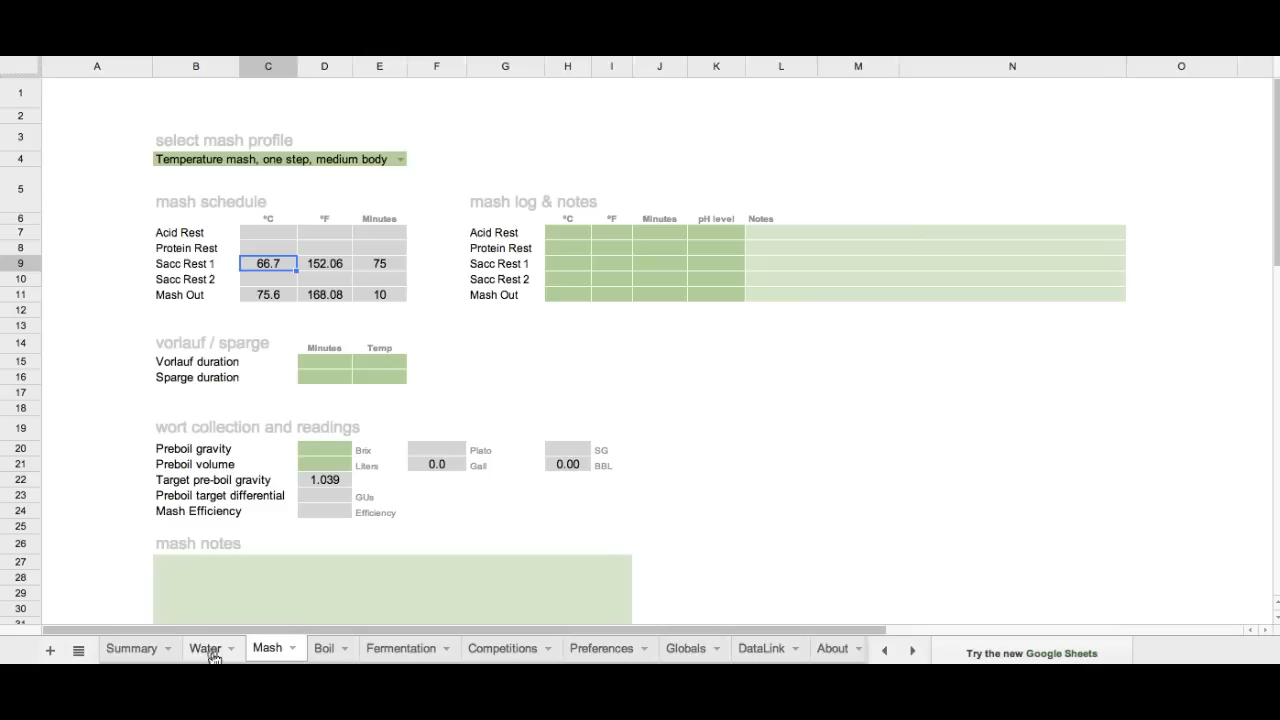 A B C D E F G H I J K L M N O
1
2
3 select mash profile
4 Temperature mash, one step, medium body
5 mash schedule mash log & notes
6 ºC ºF Minutes ºC ºF Minutes pH level Notes
7 Acid Rest Acid Rest
8 Protein Rest Protein Rest
9 Sacc Rest 1 66.7 152.06 75 Sacc Rest 1
10 Sacc Rest 2 Sacc Rest 2
11 Mash Out 75.6 168.08 10 Mash Out
12
13
14 vorlauf / sparge Minutes Temp
15 Vorlauf duration
16 Sparge duration
17
18
19 wort collection and readings
20 Preboil gravity Brix Plato SG
21 Preboil volume Liters 0.0 Gall 0.00 BBL
22 Target pre-boil gravity 1.039
23 Preboil target differential GUs
24 Mash Efficiency Efficiency
25
26 mash notes
27
28
29
30
31
+ Summary Water Mash Boil Fermentation Competitions Preferences Globals DataLink About Try the new Google Sheets